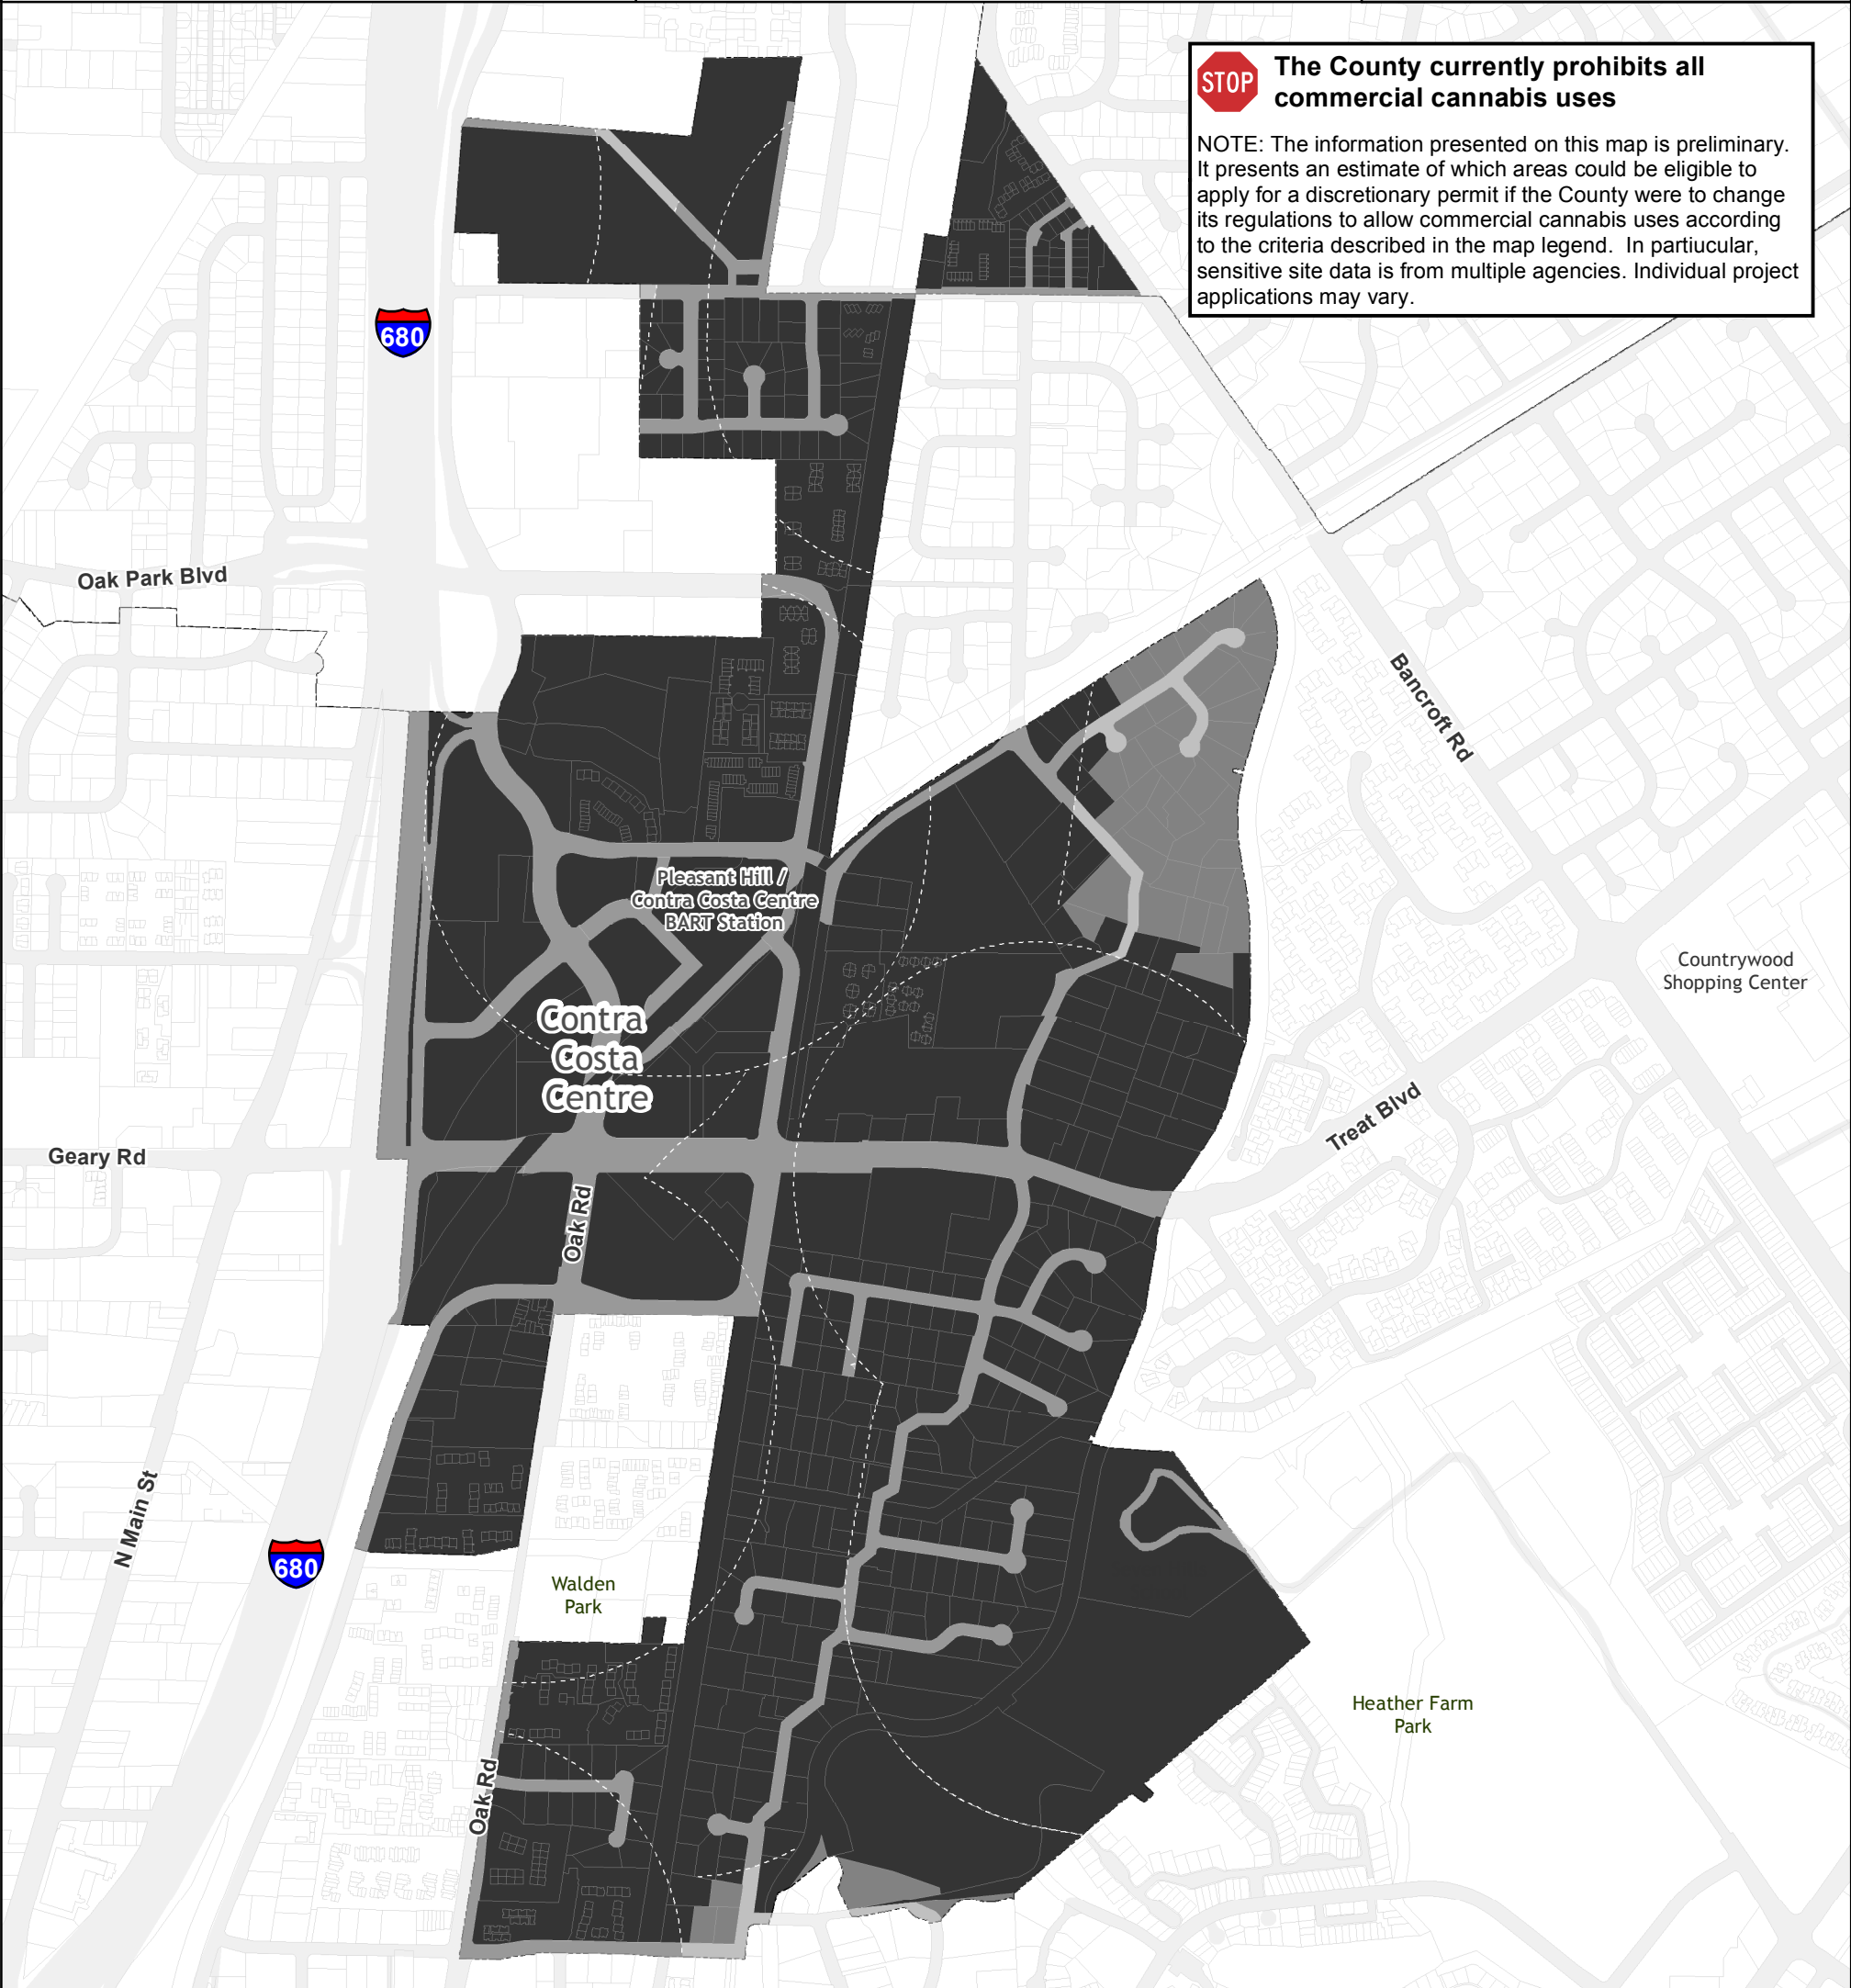 STOP
The County currently prohibits all
commercial cannabis uses
NOTE: The information presented on this map is preliminary.
It presents an estimate of which areas could be eligible to
apply for a discretionary permit if the County were to change
its regulations to allow commercial cannabis uses according
to the criteria described in the map legend. In partiucular,
sensitive site data is from multiple agencies. Individual project
applications may vary.
680
Oak Park Blvd
Bancroft Rd
Pleasant Hill /
Contra Costa Centre
BART Station
Countrywood
Shopping Center
Contra
Costa
Centre
Treat Blvd
Geary Rd
Oak Rd
N Main St
680
Walden
Park
Heather Farm
Park
Oak Rd